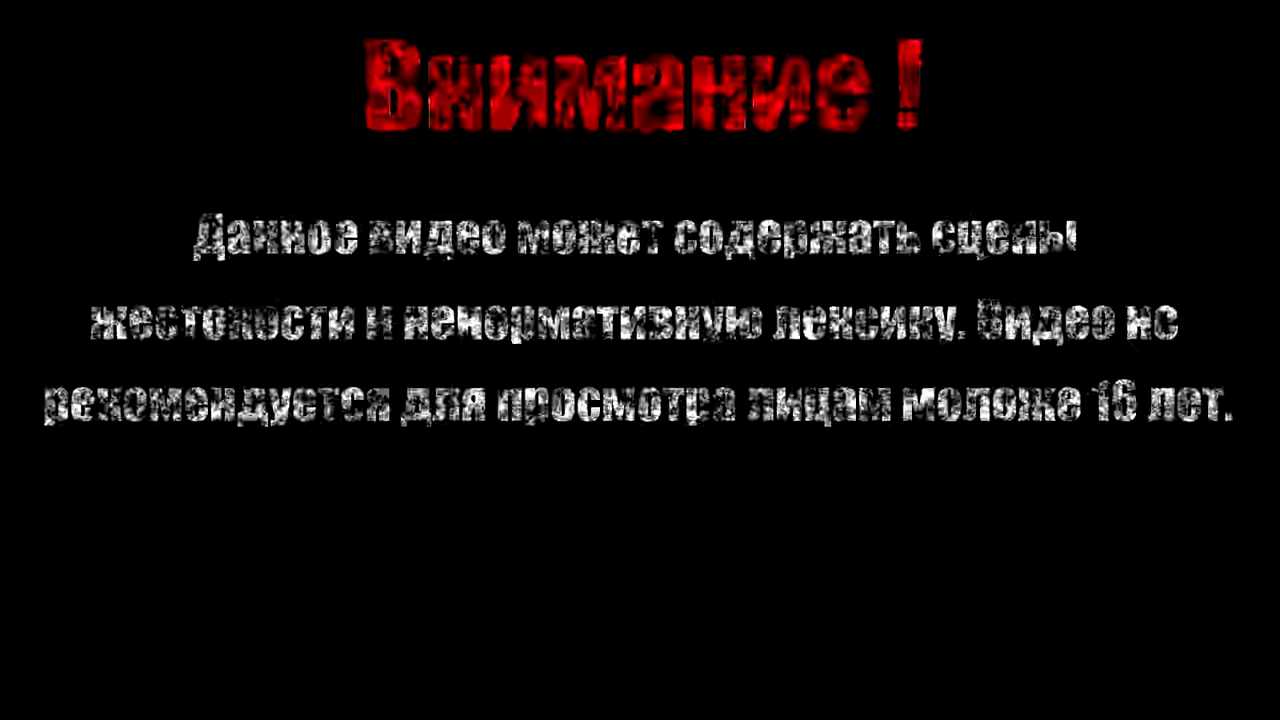 Внимание !
Данное видео может содержать сцены
жестокости и ненормативную лексику. Видео не
рекомендуется для просмотра лицам моложе 16 лет.